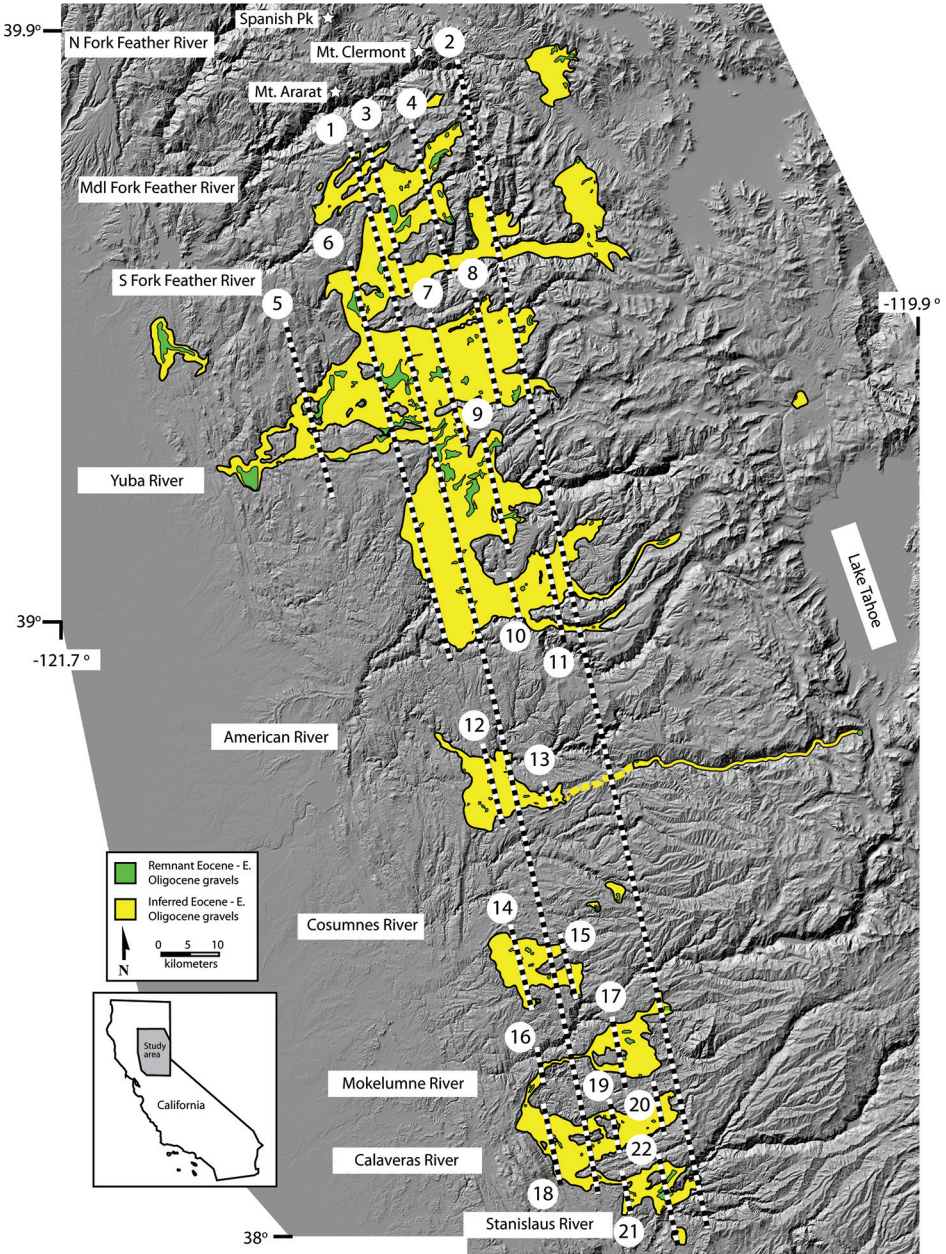 Spanish Pk
39.9°
N Fork Feather River
Mt. Clermont
2
Mt. Ararat
3
4
1
Mdl Fork Feather River
6
S Fork Feather River
8
7
5
-119.9 °
9
Yuba River
Lake Tahoe
39°
10
-121.7 °
11
12
American River
13
Remnant Eocene - E.
Oligocene gravels
Inferred Eocene - E.
Oligocene gravels
N
0 5 10
kilometers
14
Cosumnes River
15
17
16
Study
area
California
Mokelumne River
19
20
22
Calaveras River
18
Stanislaus River
21
38°